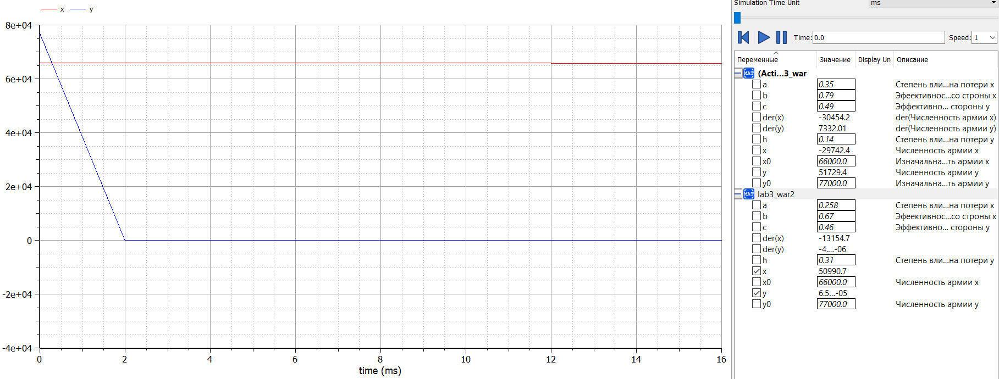 x y
8e+04
6e+04
4e+04
2e+04
0
-2e+04
-4e+04
0 2 4 6 8 10 12 14 16
time (ms)
Simulation Time Unit ms
Time: 0.0 Speed: 1
Переменные Значение Display Un Описание
MAT (Acti...3_war
a 0.35 Степень вли...на потери x
b 0.79 Эфеективнос...со строны x
c 0.49 Эффективно... стороны y
der(x) -30454.2 der(Численность армии x)
der(y) 7332.01 der(Численность армии y)
h 0.14 Степень вли...на потери y
x -29742.4 Численность армии x
x0 66000.0 Изначальна...ть армии x
y 51729.4 Численность армии y
y0 77000.0 Изначальна...ть армии y
MAT lab3_war2
a 0.258 Степень вли...на потери x
b 0.67 Эфеективнос...со строны x
c 0.46 Эффективно... стороны y
der(x) -13154.7
der(y) -4....-06
h 0.31 Степень вли...на потери y
x 50990.7
x0 66000.0 Численность армии x
y 6.5...-05
y0 77000.0 Численность армии y